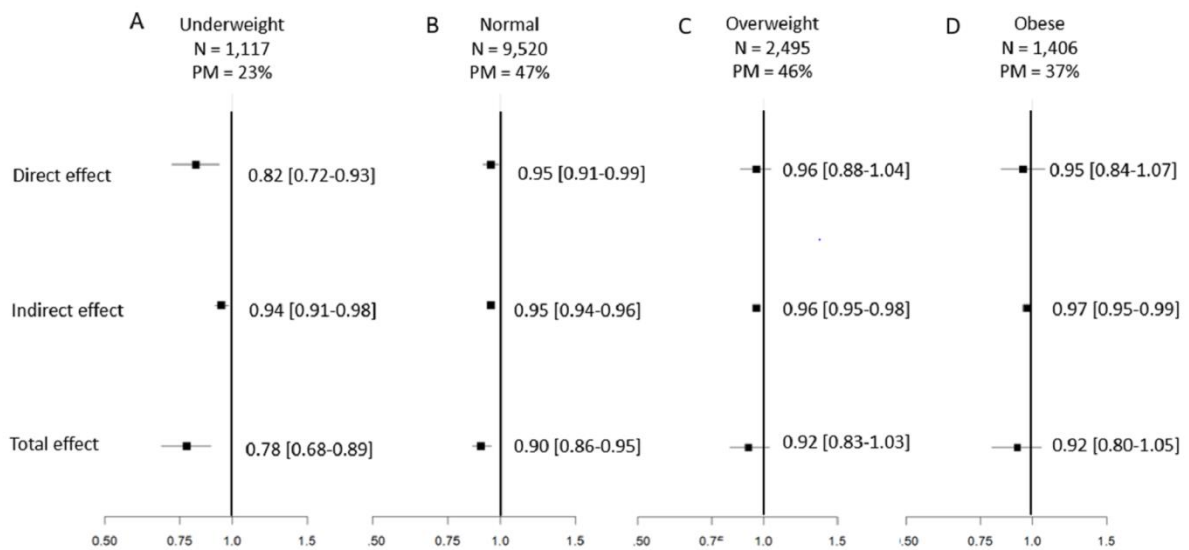 A
Underweight
N = 1,117
PM = 23%
B
Normal
N = 9,520
PM = 47%
C
Overweight
N = 2,495
PM = 46%
D
Obese
N = 1,406
PM = 37%
Direct effect
0.82 [0.72-0.93]
0.95 [0.91-0.99]
0.96 [0.88-1.04]
0.95 [0.84-1.07]
Indirect effect
0.94 [0.91-0.98]
0.95 [0.94-0.96]
0.96 [0.95-0.98]
0.97 [0.95-0.99]
Total effect
0.78 [0.68-0.89]
0.90 [0.86-0.95]
0.92 [0.83-1.03]
0.92 [0.80-1.05]
0.50 0.75 1.0 1.5
.50 0.75 1.0 1.5
.50 1.0 1.5
.50 0.75 1.0 1.5